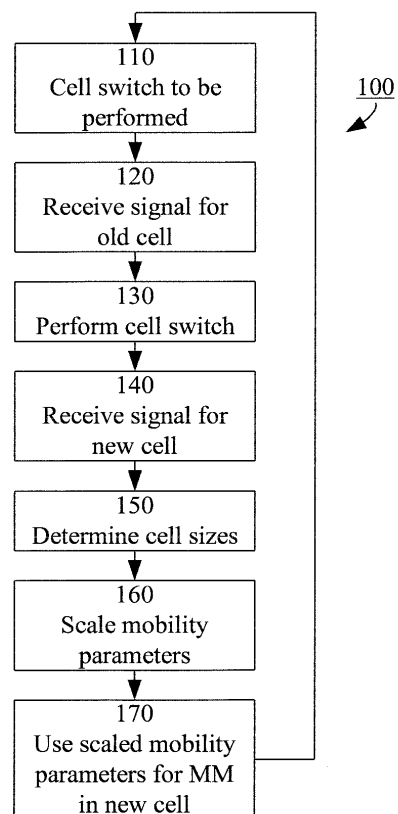 110
Cell switch to be
performed
100
120
Receive signal for
old cell
130
Perform cell switch
140
Receive signal for
new cell
150
Determine cell sizes
160
Scale mobility
parameters
170
Use scaled mobility
parameters for MM
in new cell